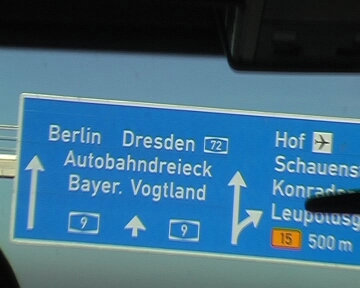 Berlin Dresden 72
Autobahndreieck
Bayer. Vogtland
9 9
Hof
15 500 m